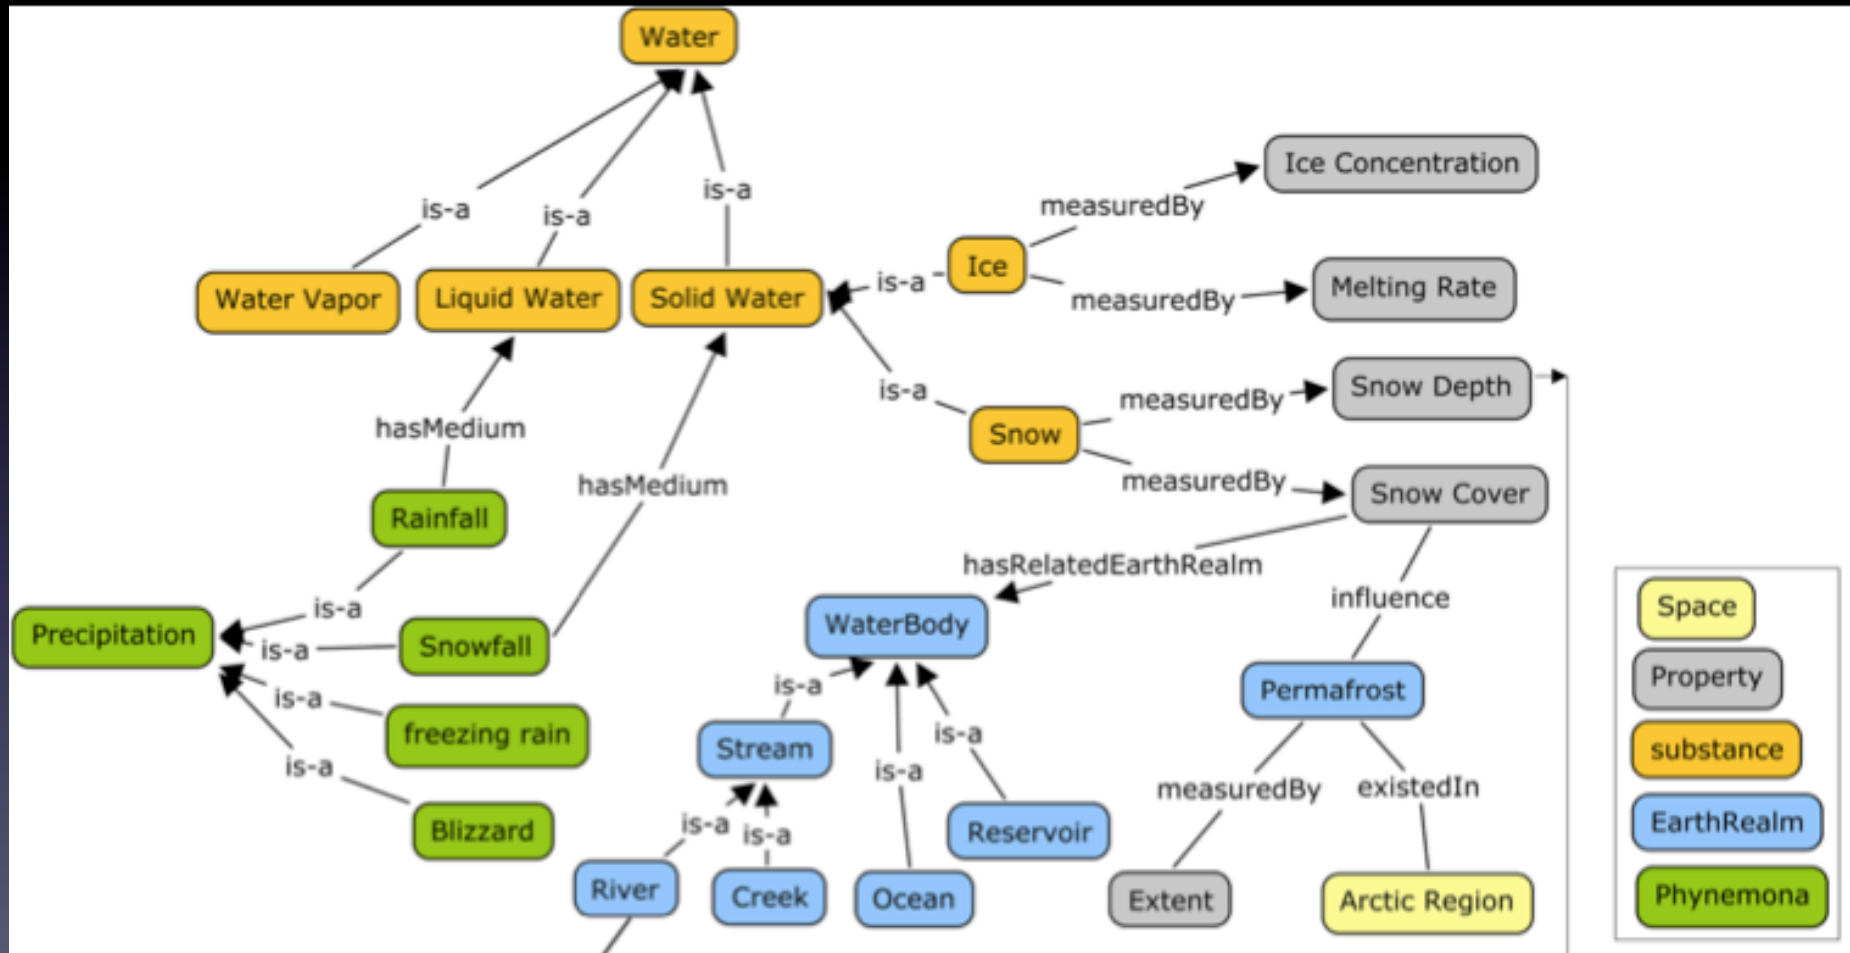 Water
Ice Concentration
is-a
is-a
is-a
measuredBy
Ice
is-a
Water Vapor
Liquid Water
Solid Water
measuredBy
Melting Rate
is-a
Snow
measuredBy
Snow Depth
hasMedium
hasMedium
measuredBy
Snow Cover
Rainfall
hasRelatedEarthRealm
influence
is-a
Precipitation
is-a
Snowfall
WaterBody
is-a
freezing rain
is-a
Blizzard
is-a
Stream
is-a
is-a
Permafrost
measuredBy
existedIn
is-a
is-a
Reservoir
River
Creek
Ocean
Extent
Arctic Region
Space
Property
substance
EarthRealm
Phynemona